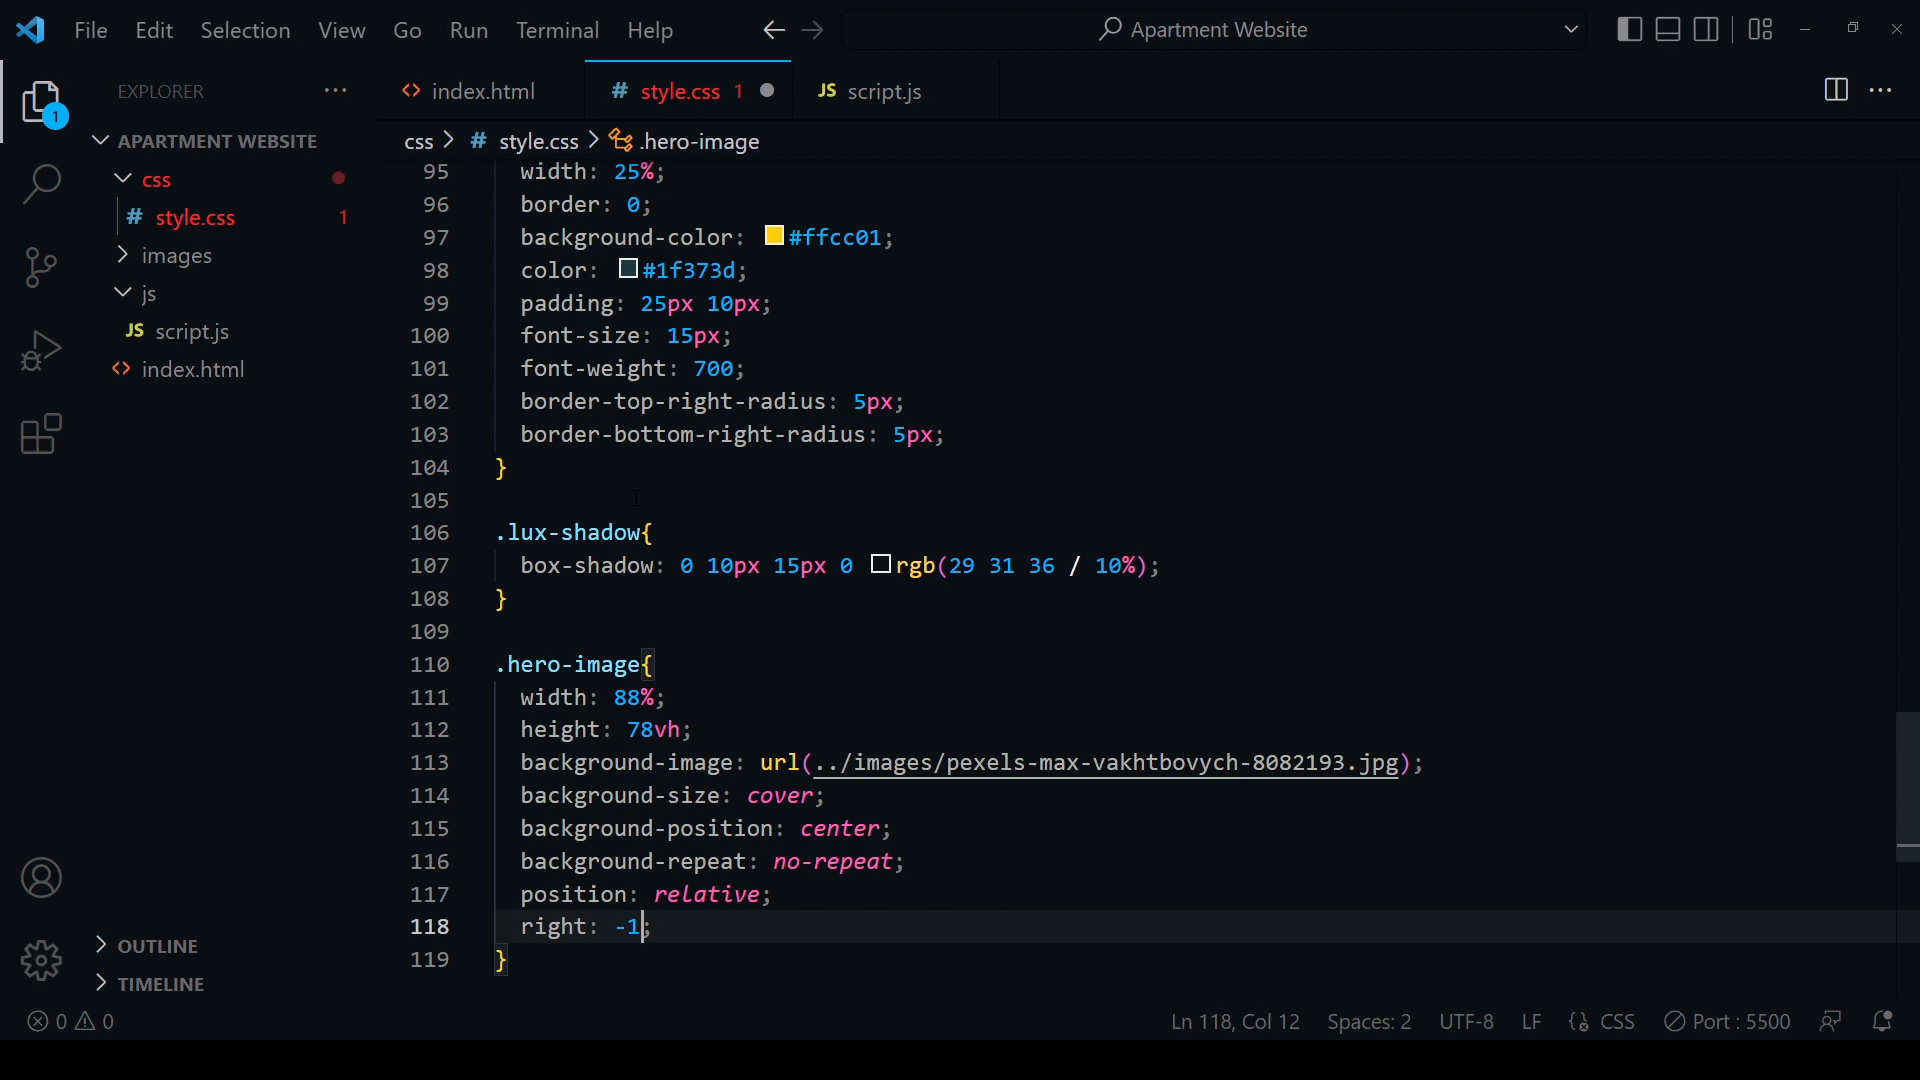 File Edit Selection View Go Run Terminal Help Apartment Website
EXPLORER
APARTMENT WEBSITE
css
# style.css 1
images
js
JS script.js
<> index.html
OUTLINE
TIMELINE
1
<> index.html # style.css 1 JS script.js
css > # style.css > .hero-image
95 width: 25%;
96 border: 0;
97 background-color: #ffcc01;
98 color: #1f373d;
99 padding: 25px 10px;
100 font-size: 15px;
101 font-weight: 700;
102 border-top-right-radius: 5px;
103 border-bottom-right-radius: 5px;
104 }
105
106 .lux-shadow{
107 box-shadow: 0 10px 15px 0 rgb(29 31 36 / 10%);
108 }
109
110 .hero-image{
111 width: 88%;
112 height: 78vh;
113 background-image: url(../images/pexels-max-vakhtbovych-8082193.jpg);
114 background-size: cover;
115 background-position: center;
116 background-repeat: no-repeat;
117 position: relative;
118 right: -1;
119 }
0 0 Ln 118, Col 12 Spaces: 2 UTF-8 LF {} CSS Port : 5500